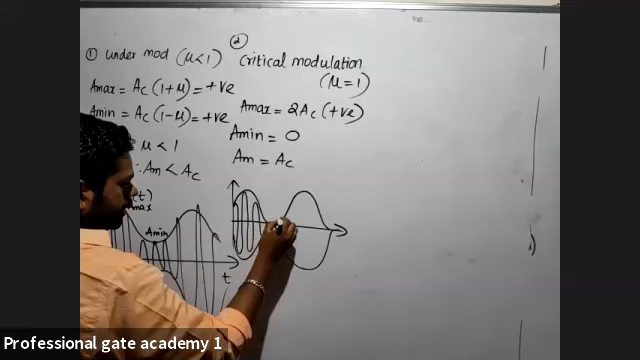 ① under mod (μ<1)
Amax = Ac(1+μ) = +ve
Amin = Ac(1-μ) = +ve
μ < 1
∴ Am < Ac
(t)
Amax
Amin
t
②
Critical modulation
(μ=1)
Amax = 2Ac (+ve)
Amin = 0
Am = Ac
Professional gate academy 1